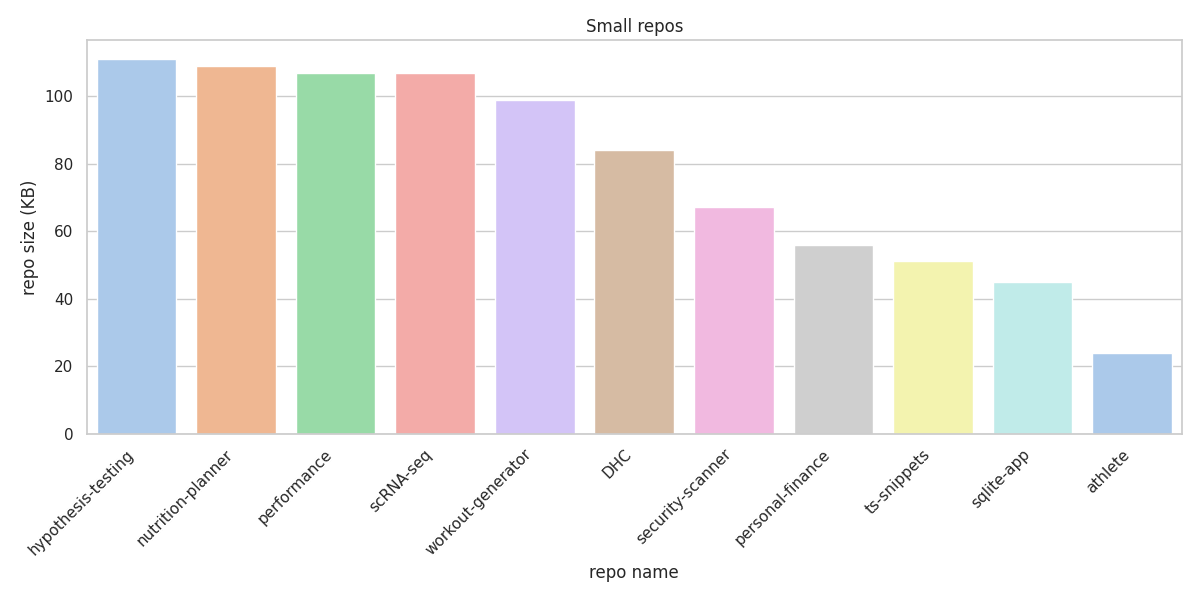 Small repos
repo size (KB)
100
80
60
40
20
0
hypothesis-testing
nutrition-planner
performance
scRNA-seq
workout-generator
DHC
security-scanner
personal-finance
ts-snippets
sqlite-app
athlete
repo name